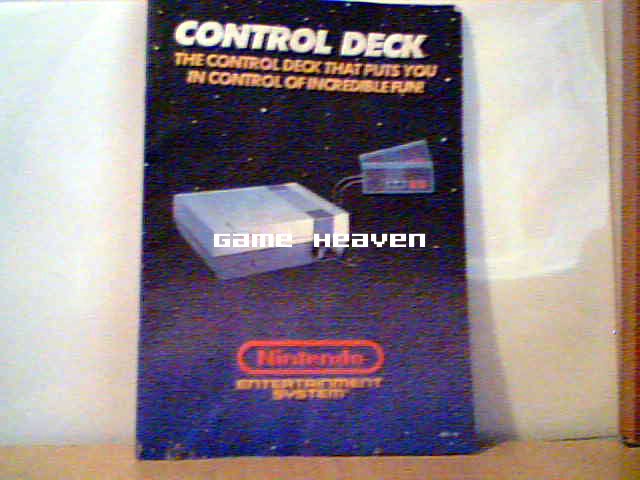 CONTROL DECK
THE CONTROL DECK THAT PUTS YOU
IN CONTROL OF INCREDIBLE FUN!
Game Heaven
Nintendo
ENTERTAINMENT
SYSTEM